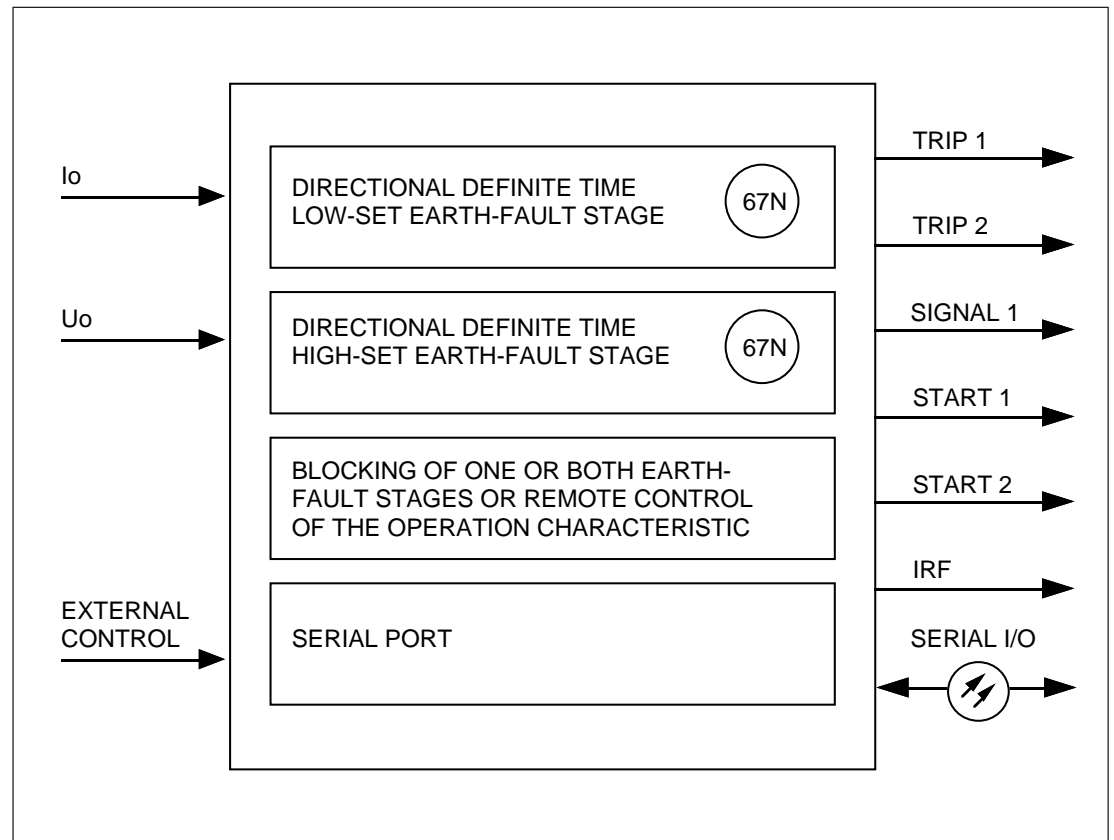 Io
Uo
EXTERNAL
CONTROL
DIRECTIONAL DEFINITE TIME
LOW-SET EARTH-FAULT STAGE
67N
DIRECTIONAL DEFINITE TIME
HIGH-SET EARTH-FAULT STAGE
67N
BLOCKING OF ONE OR BOTH EARTH-
FAULT STAGES OR REMOTE CONTROL
OF THE OPERATION CHARACTERISTIC
SERIAL PORT
TRIP 1
TRIP 2
SIGNAL 1
START 1
START 2
IRF
SERIAL I/O